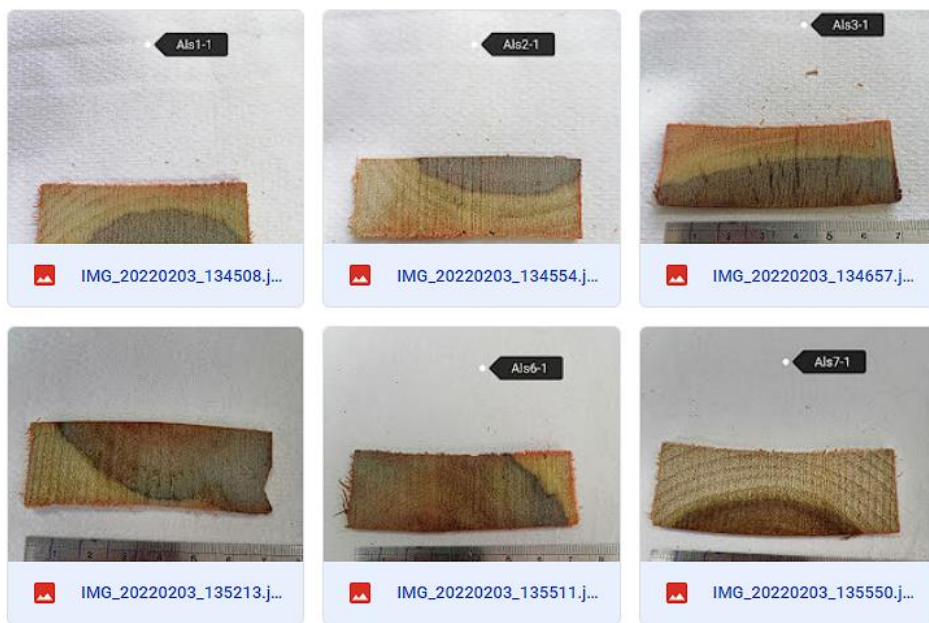 Als1-1
Als2-1
Als3-1
IMG_20220203_134508.j...
IMG_20220203_134554.j...
IMG_20220203_134657.j...
Als6-1
Als7-1
IMG_20220203_135213.j...
IMG_20220203_135511.j...
IMG_20220203_135550.j...